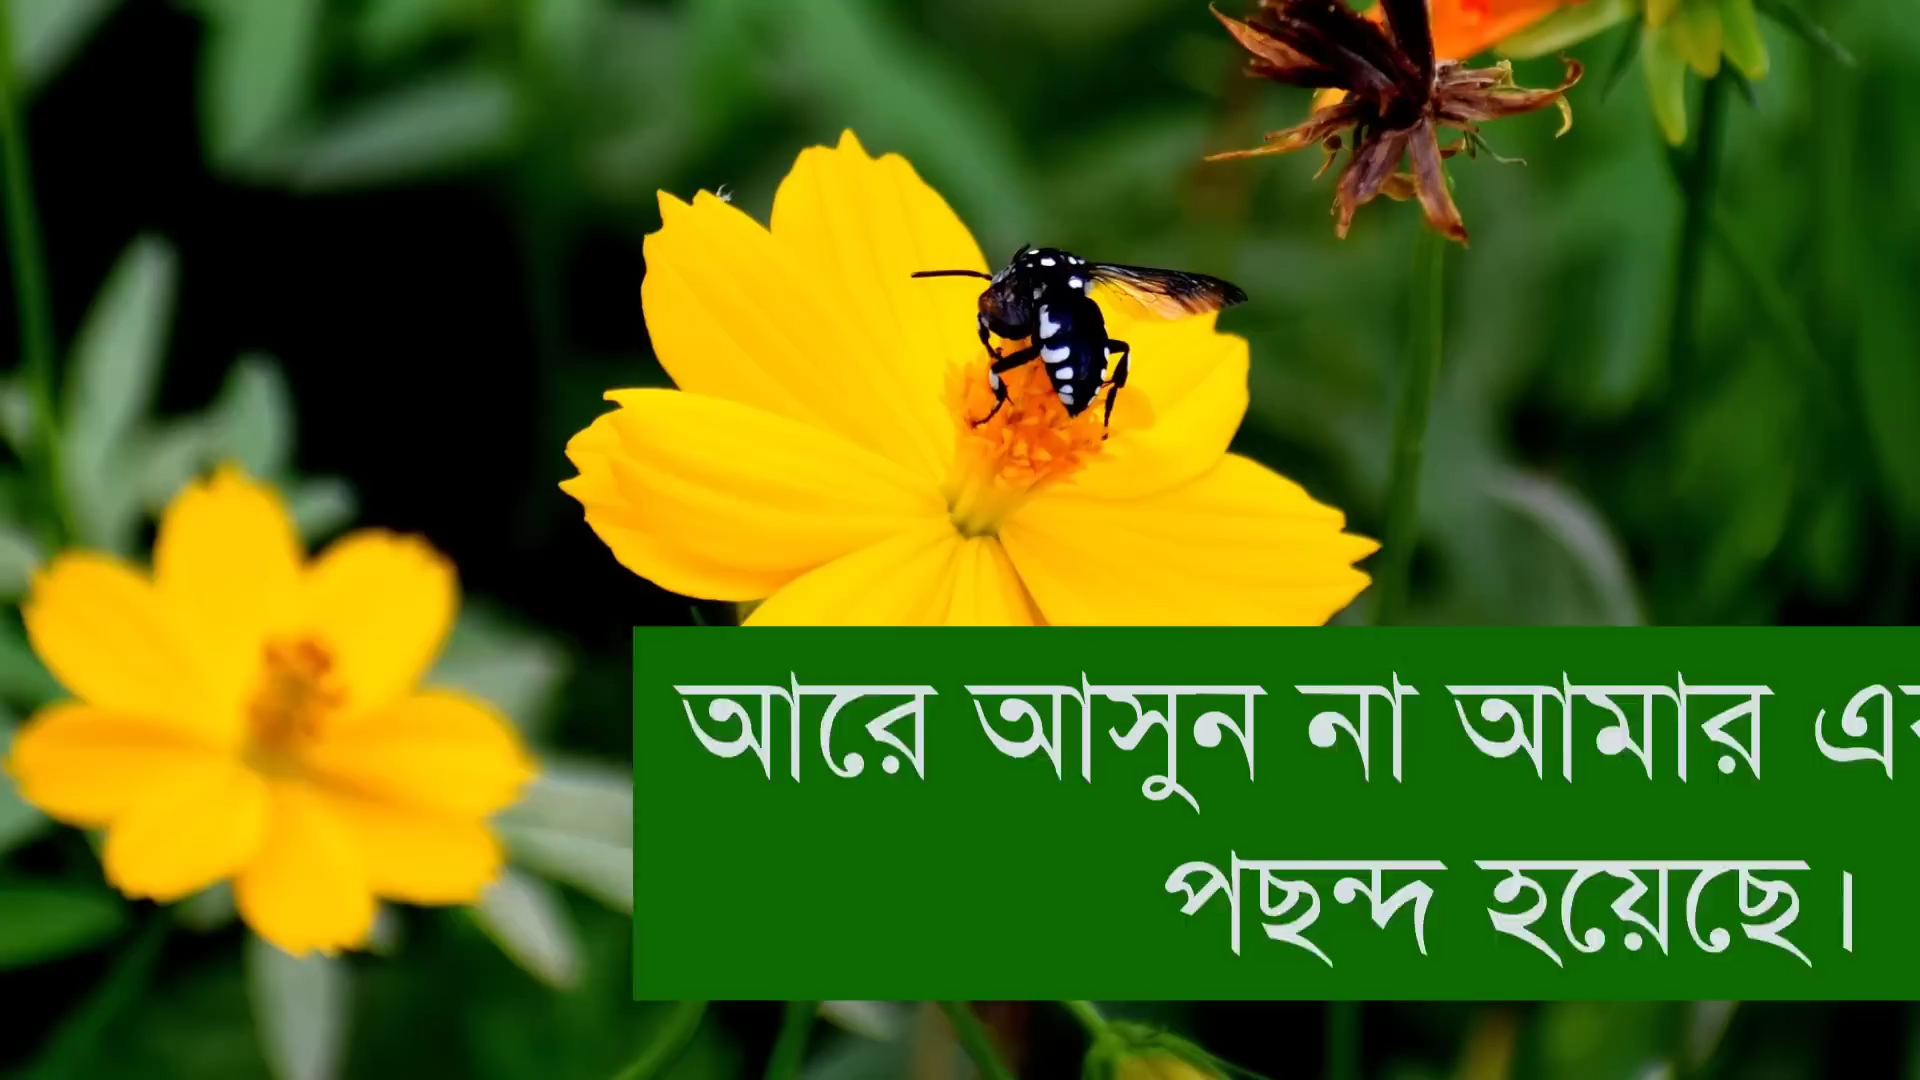 আরে আসুন না আমার
পছন্দ হয়েছে।